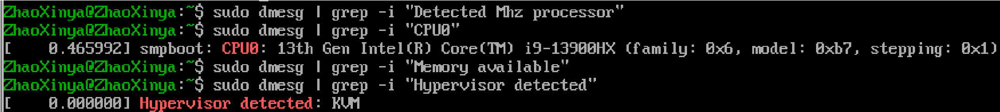 ZhaoXinya@ZhaoXinya:~$ sudo dmesg | grep -i "Detected Mhz processor"
ZhaoXinya@ZhaoXinya:~$ sudo dmesg | grep -i "CPU0"
[    0.465992] smpboot: CPU0: 13th Gen Intel(R) Core(TM) i9-13900HX (family: 0x6, model: 0xb7, stepping: 0x1)
ZhaoXinya@ZhaoXinya:~$ sudo dmesg | grep -i "Memory available"
ZhaoXinya@ZhaoXinya:~$ sudo dmesg | grep -i "Hypervisor detected"
[    0.000000] Hypervisor detected: KVM